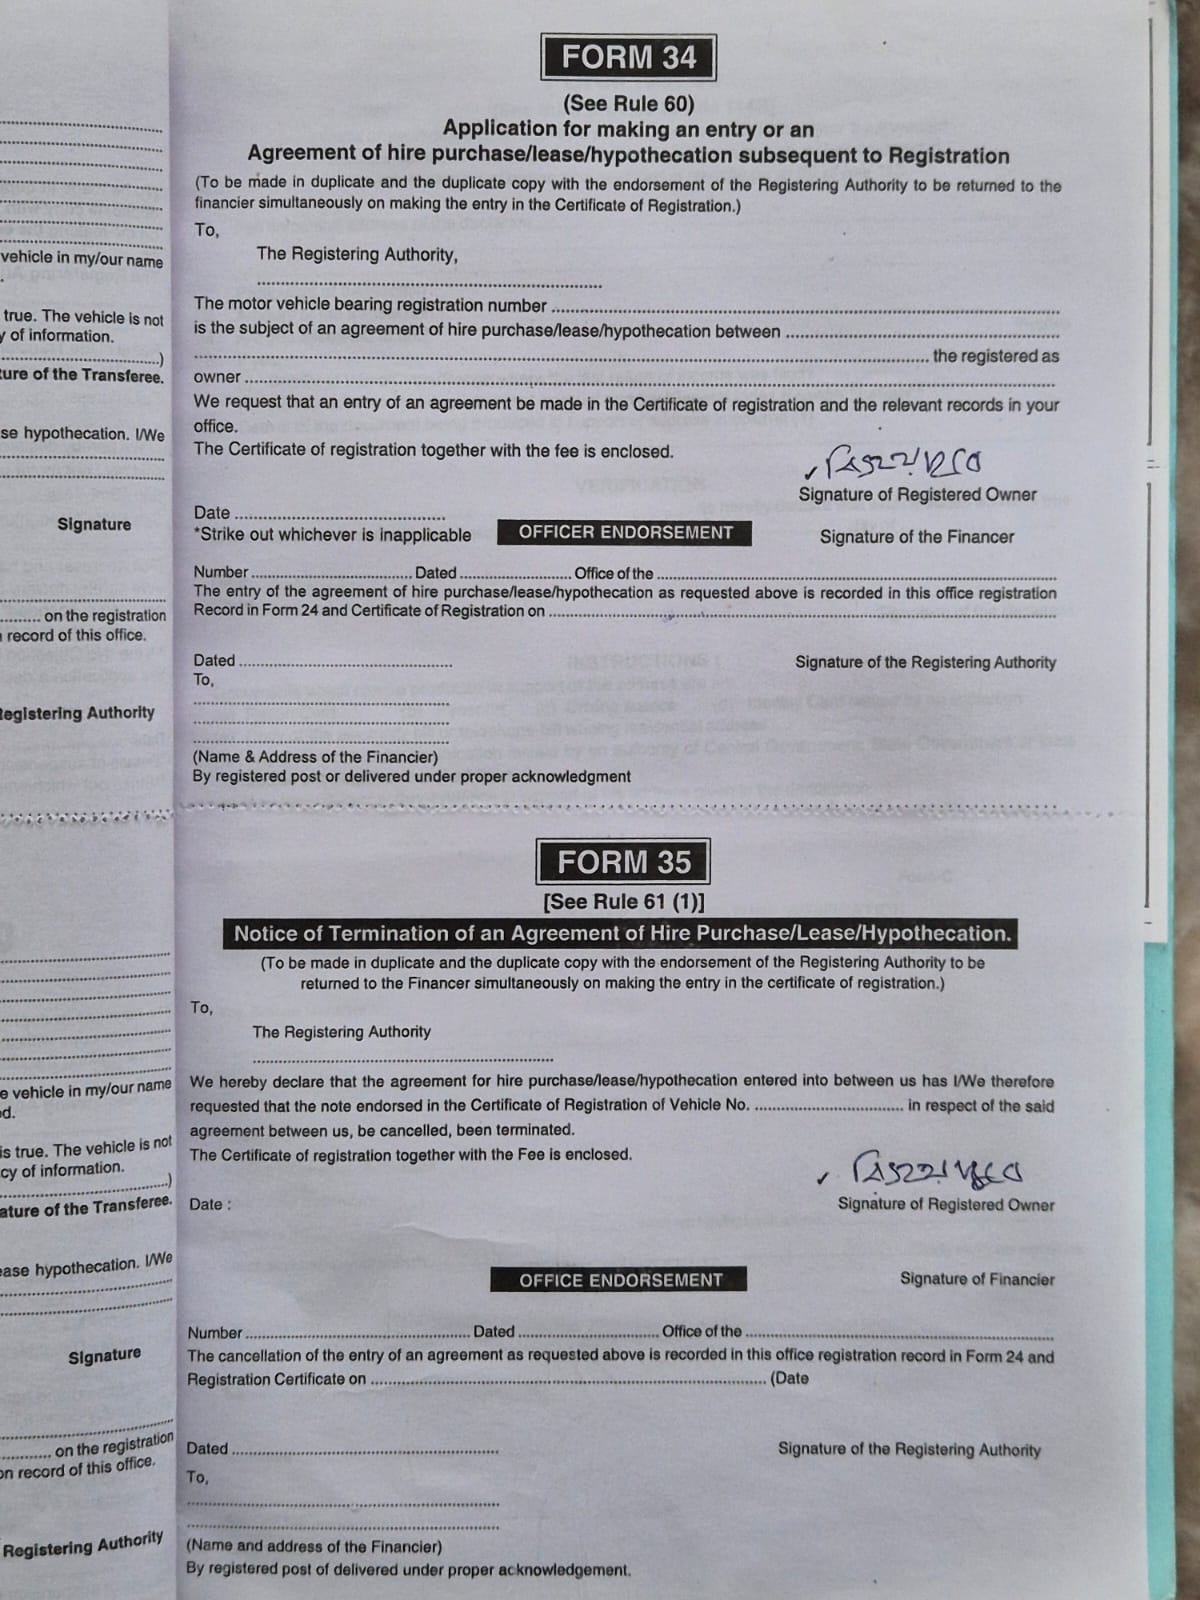 vehicle in my/our name
true. The vehicle is not
y of information.
)
ture of the Transferee.
se hypothecation. I/We
Signature
on the registration
record of this office.
Registering Authority
e vehicle in my/our name
ed.
is true. The vehicle is not
cy of information.
)
ature of the Transferee.
ease hypothecation. I/We
Signature
on the registration
on record of this office.
Registering Authority
FORM 34
(See Rule 60)
Application for making an entry or an
Agreement of hire purchase/lease/hypothecation subsequent to Registration
(To be made in duplicate and the duplicate copy with the endorsement of the Registering Authority to be returned to the
financier simultaneously on making the entry in the Certificate of Registration.)
To,
The Registering Authority,
The motor vehicle bearing registration number
is the subject of an agreement of hire purchase/lease/hypothecation between
the registered as
owner
We request that an entry of an agreement be made in the Certificate of registration and the relevant records in your
office.
The Certificate of registration together with the fee is enclosed.
Signature of Registered Owner
Date
*Strike out whichever is inapplicable OFFICER ENDORSEMENT Signature of the Financer
Number Dated Office of the
The entry of the agreement of hire purchase/lease/hypothecation as requested above is recorded in this office registration
Record in Form 24 and Certificate of Registration on
Dated Signature of the Registering Authority
To,
(Name & Address of the Financier)
By registered post or delivered under proper acknowledgment
FORM 35
[See Rule 61 (1)]
Notice of Termination of an Agreement of Hire Purchase/Lease/Hypothecation.
(To be made in duplicate and the duplicate copy with the endorsement of the Registering Authority to be
returned to the Financer simultaneously on making the entry in the certificate of registration.)
To,
The Registering Authority
We hereby declare that the agreement for hire purchase/lease/hypothecation entered into between us has I/We therefore
requested that the note endorsed in the Certificate of Registration of Vehicle No. in respect of the said
agreement between us, be cancelled, been terminated.
The Certificate of registration together with the Fee is enclosed.
Date : Signature of Registered Owner
OFFICE ENDORSEMENT Signature of Financier
Number Dated Office of the
The cancellation of the entry of an agreement as requested above is recorded in this office registration record in Form 24 and
Registration Certificate on (Date
Dated Signature of the Registering Authority
To,
(Name and address of the Financier)
By registered post of delivered under proper acknowledgement.